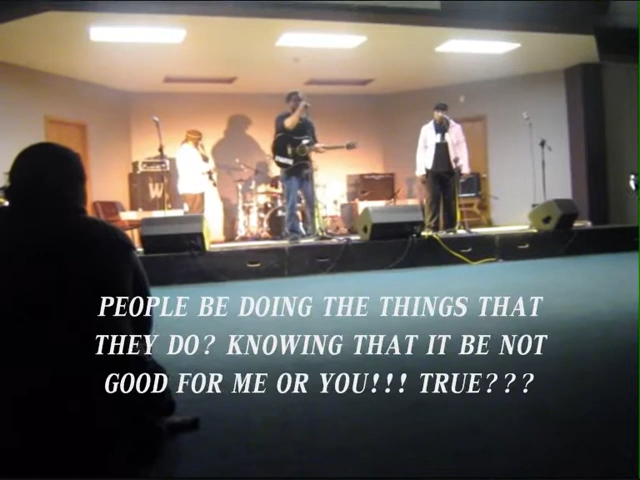 W
PEOPLE BE DOING THE THINGS THAT
THEY DO? KNOWING THAT IT BE NOT
GOOD FOR ME OR YOU!!! TRUE???